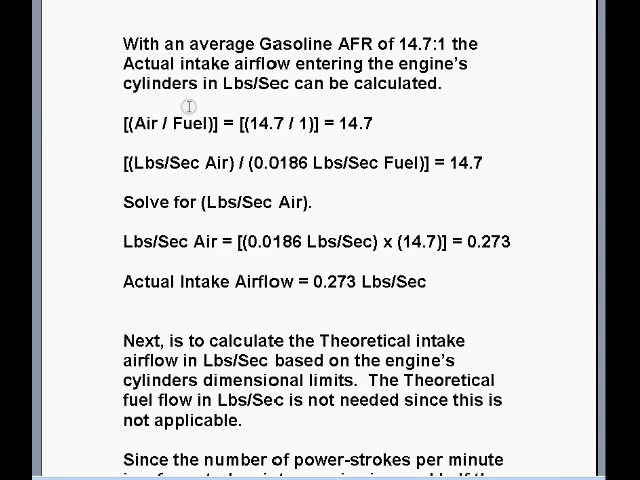 With an average Gasoline AFR of 14.7:1 the
Actual intake airflow entering the engine's
cylinders in Lbs/Sec can be calculated.
[(Air / Fuel)] = [(14.7 / 1)] = 14.7
[(Lbs/Sec Air) / (0.0186 Lbs/Sec Fuel)] = 14.7
Solve for (Lbs/Sec Air).
Lbs/Sec Air = [(0.0186 Lbs/Sec) x (14.7)] = 0.273
Actual Intake Airflow = 0.273 Lbs/Sec
Next, is to calculate the Theoretical intake
airflow in Lbs/Sec based on the engine's
cylinders dimensional limits.  The Theoretical
fuel flow in Lbs/Sec is not needed since this is
not applicable.
Since the number of power-strokes per minute